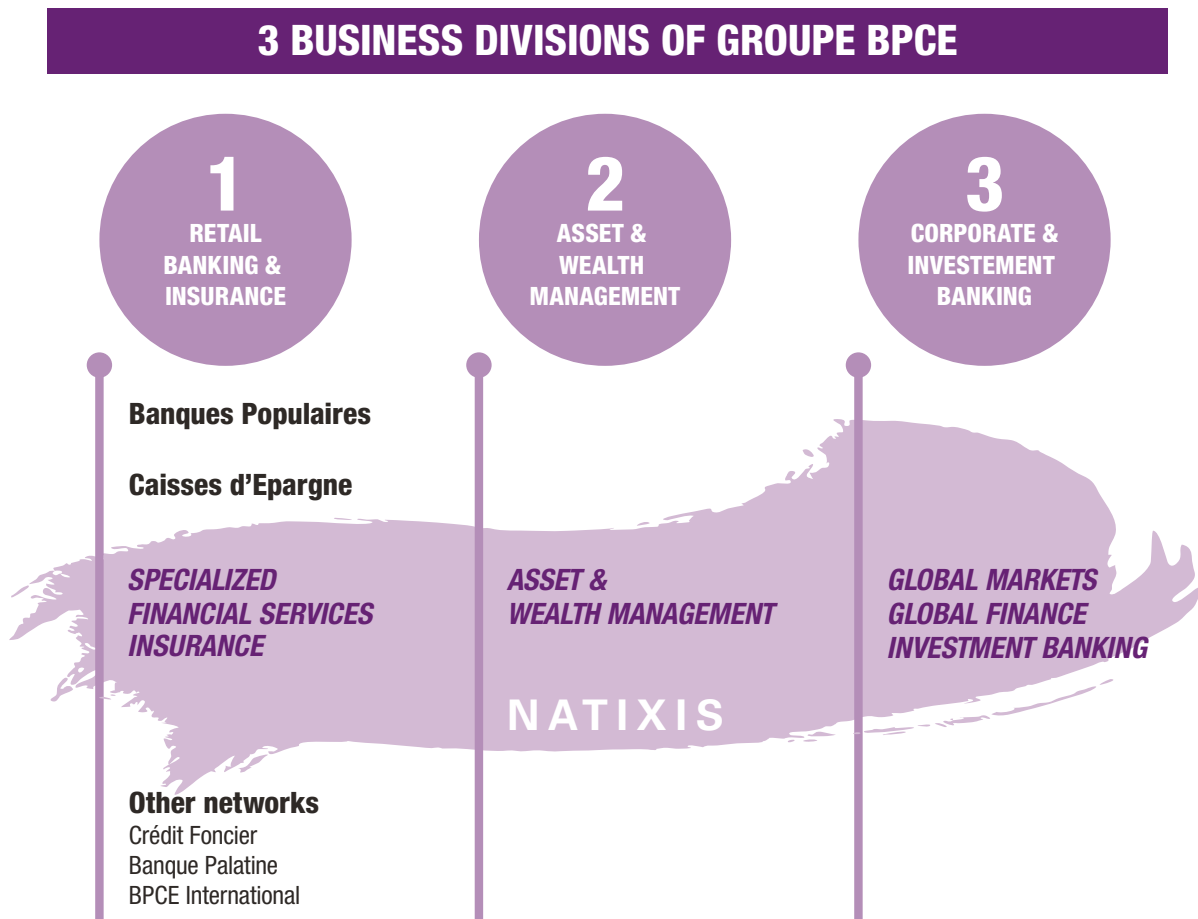 3 BUSINESS DIVISIONS OF GROUPE BPCE
1
RETAIL
BANKING &
INSURANCE
2
ASSET &
WEALTH
MANAGEMENT
3
CORPORATE &
INVESTEMENT
BANKING
Banques Populaires
Caisses d’Epargne
SPECIALIZED
FINANCIAL SERVICES
INSURANCE
ASSET &
WEALTH MANAGEMENT
GLOBAL MARKETS
GLOBAL FINANCE
INVESTMENT BANKING
NATIXIS
Other networks
Crédit Foncier
Banque Palatine
BPCE International